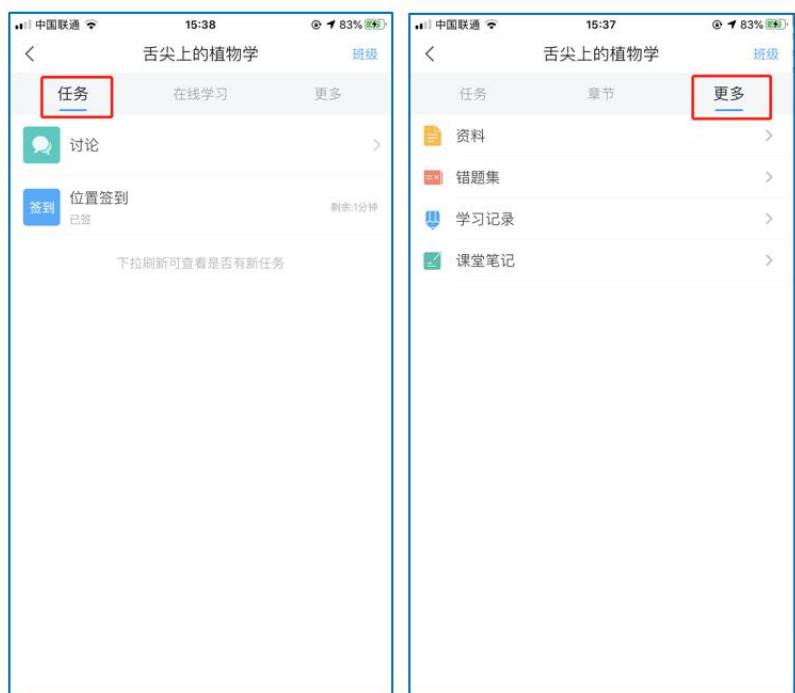 中国联通 15:38 83%
舌尖上的植物学 班级
任务 在线学习 更多
讨论
签到 位置签到 剩余:1分钟
已签
下拉刷新可查看是否有新任务
中国联通 15:37 83%
舌尖上的植物学 班级
任务 章节 更多
资料
错题集
学习记录
课堂笔记